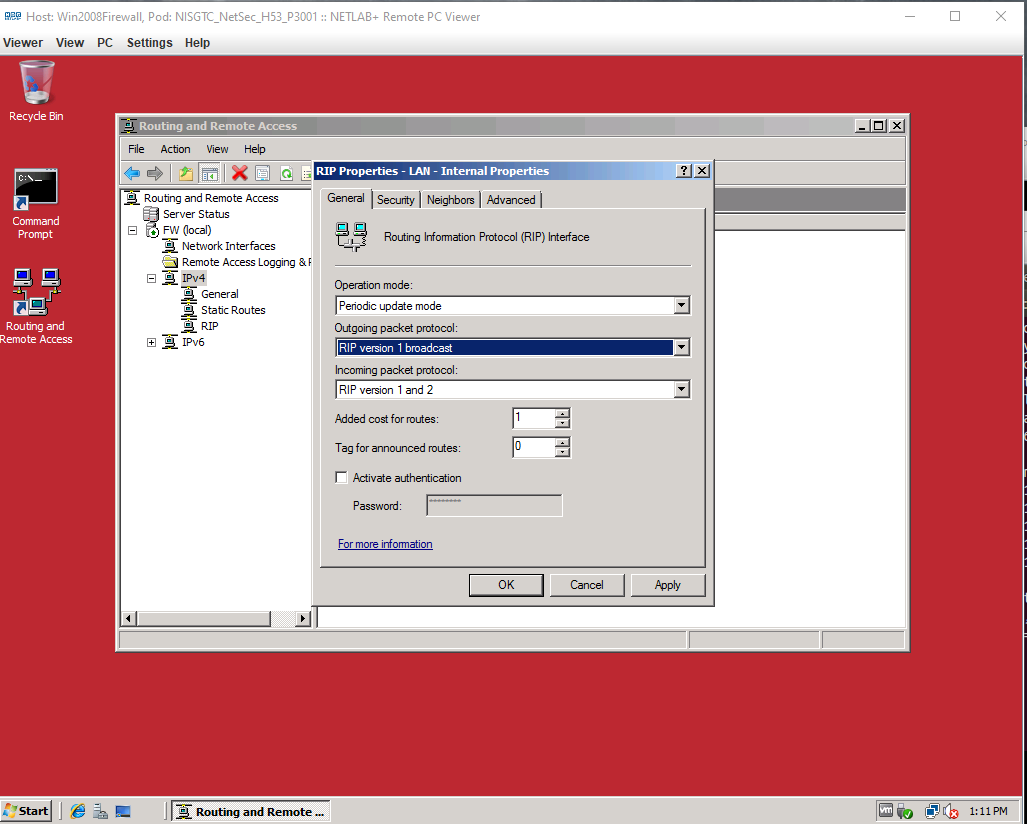 Host: Win2008Firewall, Pod: NISGTC_NetSec_H53_P3001 :: NETLAB+ Remote PC Viewer
Viewer View PC Settings Help
Recycle Bin
Command
Prompt
Routing and
Remote Access
Routing and Remote Access
File Action View Help
Routing and Remote Access
Server Status
FW (local)
Network Interfaces
Remote Access Logging &
IPv4
General
Static Routes
RIP
IPv6
RIP Properties - LAN - Internal Properties
General Security Neighbors Advanced
Routing Information Protocol (RIP) Interface
Operation mode:
Periodic update mode
Outgoing packet protocol:
RIP version 1 broadcast
Incoming packet protocol:
RIP version 1 and 2
Added cost for routes: 1
Tag for announced routes: 0
Activate authentication
Password: ********
For more information
OK Cancel Apply
Start Routing and Remote ... 1:11 PM